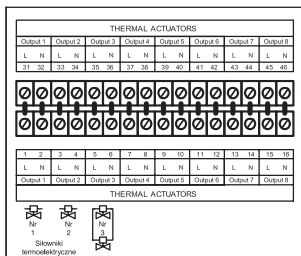 THERMAL ACTUATORS
Output 1 Output 2 Output 3 Output 4 Output 5 Output 6 Output 7 Output 8
L N L N L N L N L N L N L N L N
31 32 33 34 35 36 37 38 39 40 41 42 43 44 45 46
1 2 3 4 5 6 7 8 9 10 11 12 13 14 15 16
L N L N L N L N L N L N L N L N
Output 1 Output 2 Output 3 Output 4 Output 5 Output 6 Output 7 Output 8
THERMAL ACTUATORS
Nr Nr Nr
1 2 3
Siłowniki
termoelektryczne